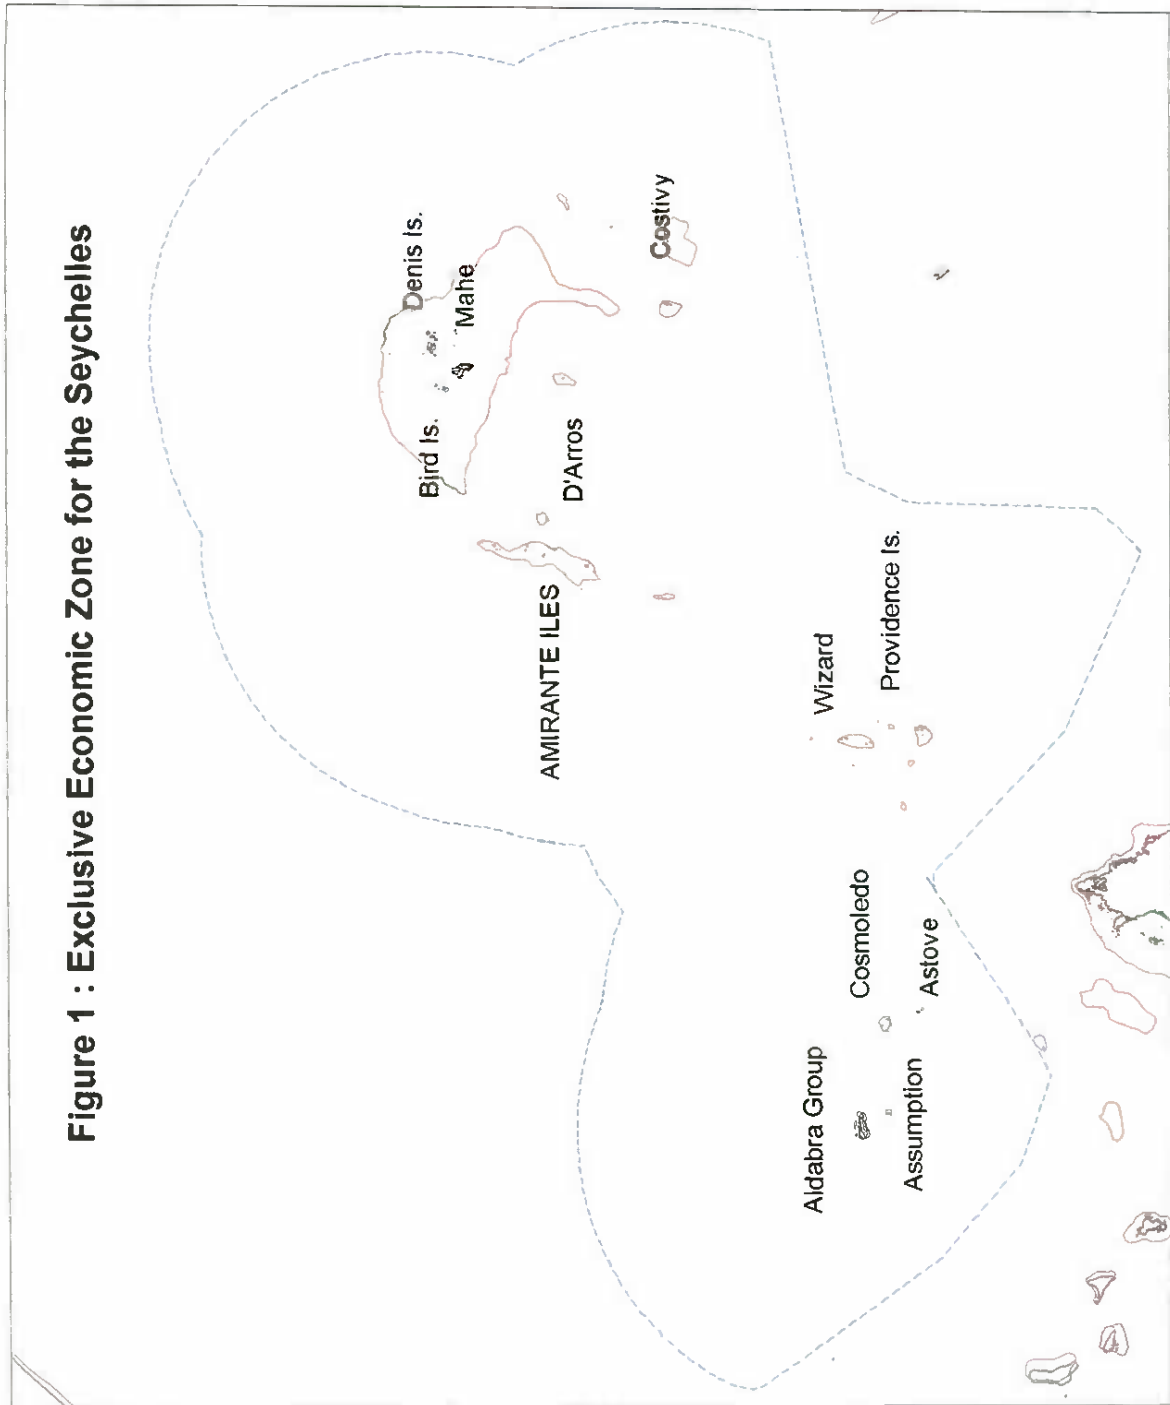 Figure 1 : Exclusive Economic Zone for the Seychelles
Bird Is.
Denis Is.
Mahe
AMIRANTE ILES
D'Arros
Costivy
Aldabra Group
Wizard
Cosmoledo
Providence Is.
Assumption
Astove